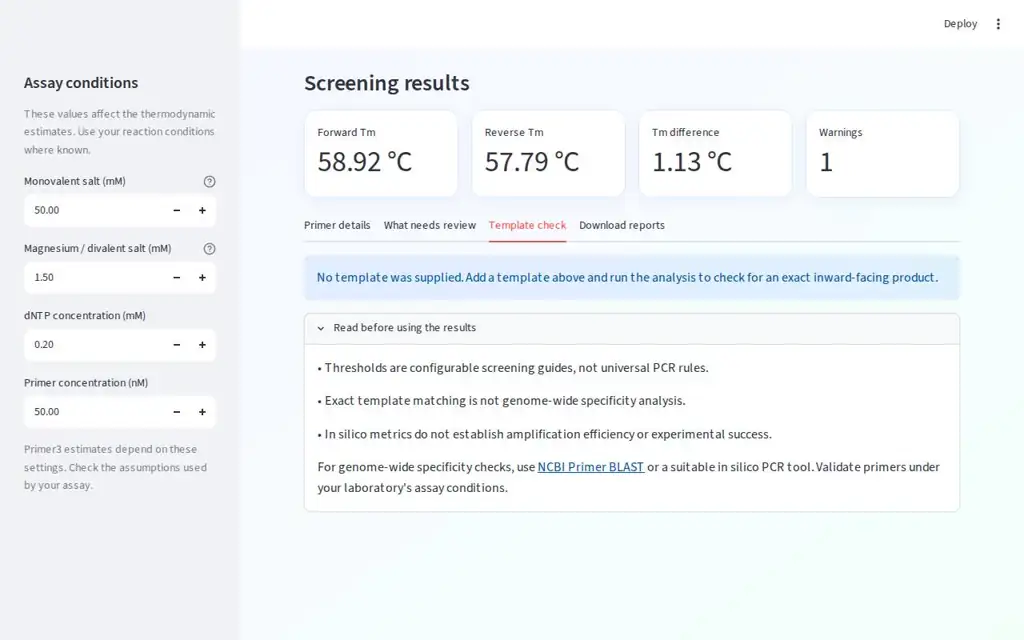 Deploy
Assay conditions
These values affect the thermodynamic
estimates. Use your reaction conditions
where known.
Monovalent salt (mM)
50.00
Magnesium / divalent salt (mM)
1.50
dNTP concentration (mM)
0.20
Primer concentration (nM)
50.00
Primer3 estimates depend on these
settings. Check the assumptions used
by your assay.
Screening results
Forward Tm
58.92 °C
Reverse Tm
57.79 °C
Tm difference
1.13 °C
Warnings
1
Primer details What needs review Template check Download reports
No template was supplied. Add a template above and run the analysis to check for an exact inward-facing product.
Read before using the results
• Thresholds are configurable screening guides, not universal PCR rules.
• Exact template matching is not genome-wide specificity analysis.
• In silico metrics do not establish amplification efficiency or experimental success.
For genome-wide specificity checks, use NCBI Primer BLAST or a suitable in silico PCR tool. Validate primers under
your laboratory's assay conditions.